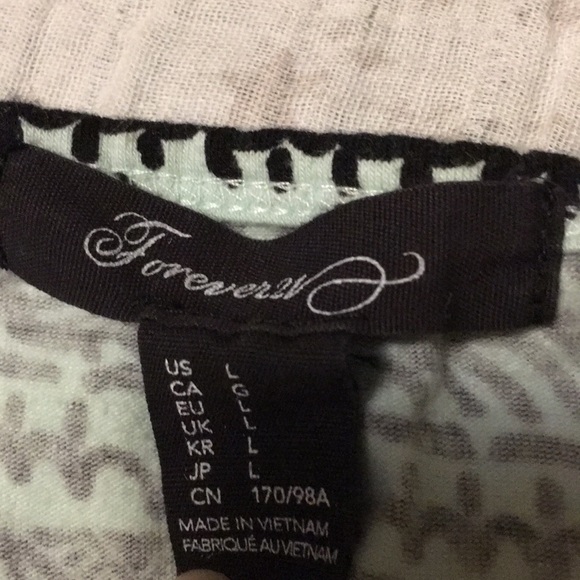 Forever21
US L
CA G
EU L
UK L
KR L
JP L
CN 170/98A
MADE IN VIETNAM
FABRIQUÉ AU VIETNAM